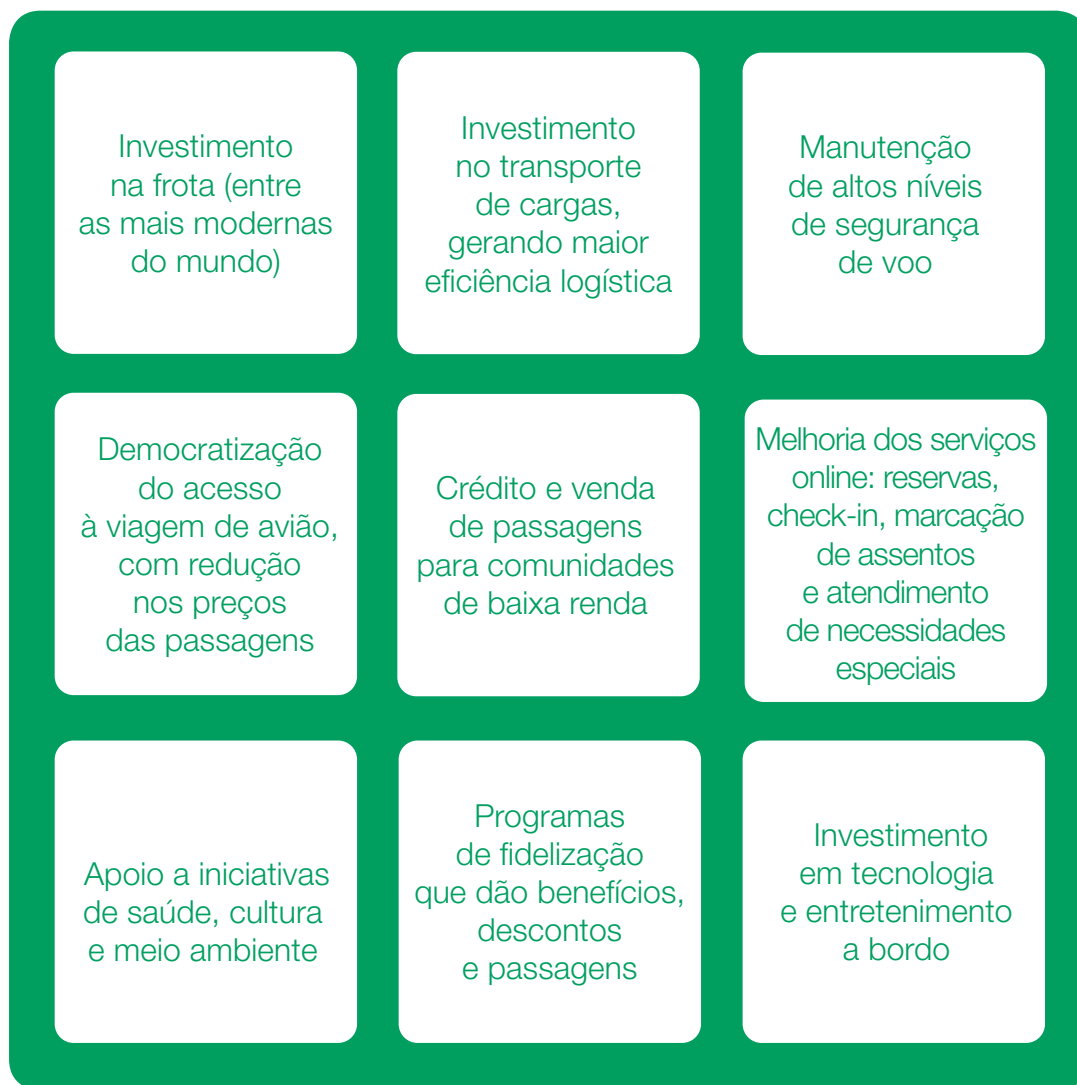 Investimento
na frota (entre
as mais modernas
do mundo)
Investimento
no transporte
de cargas,
gerando maior
eficiência logística
Manutenção
de altos níveis
de segurança
de voo
Democratização
do acesso
à viagem de avião,
com redução
nos preços
das passagens
Crédito e venda
de passagens
para comunidades
de baixa renda
Melhoria dos serviços
online: reservas,
check-in, marcação
de assentos
e atendimento
de necessidades
especiais
Apoio a iniciativas
de saúde, cultura
e meio ambiente
Programas
de fidelização
que dão benefícios,
descontos
e passagens
Investimento
em tecnologia
e entretenimento
a bordo